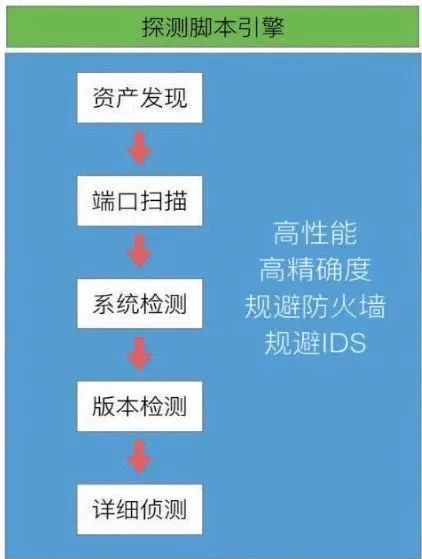 探测脚本引擎
资产发现
端口扫描
系统检测
版本检测
详细侦测
高性能
高精确度
规避防火墙
规避IDS